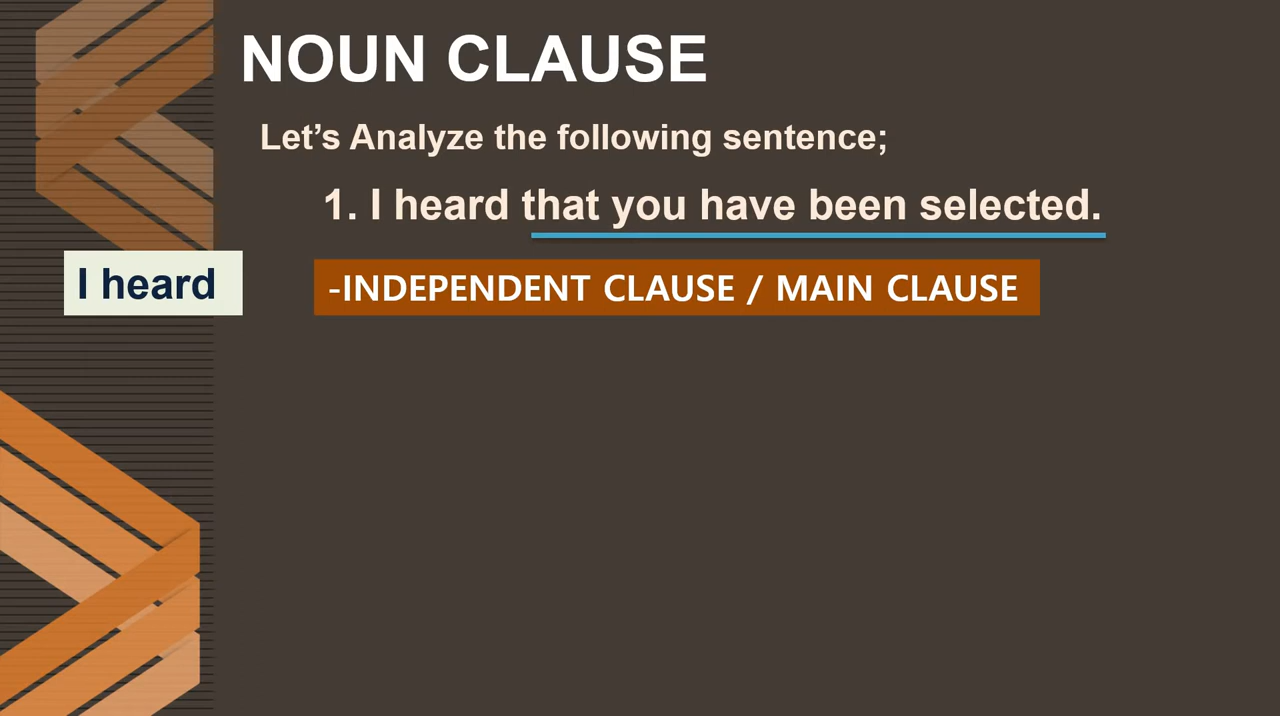 NOUN CLAUSE
Let’s Analyze the following sentence;
1. I heard that you have been selected.
I heard
-INDEPENDENT CLAUSE / MAIN CLAUSE